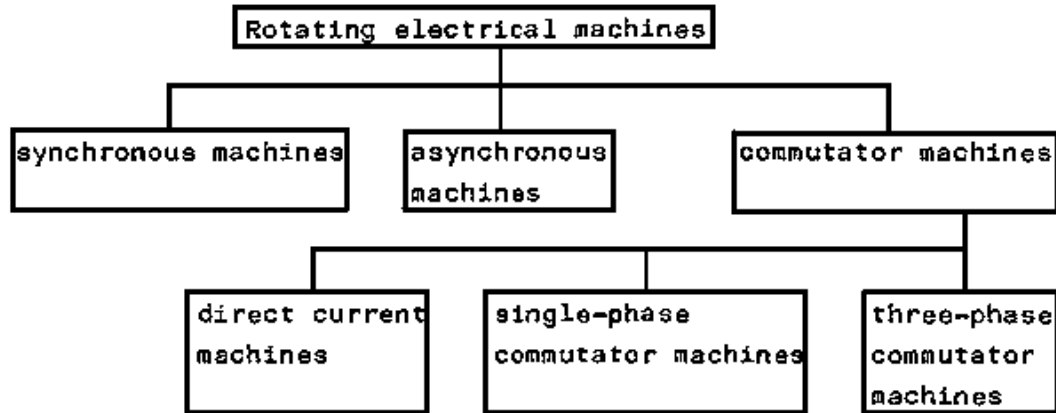 Rotating electrical machines
synchronous machines
asynchronous
machines
commutator machines
direct current
machines
single-phase
commutator machines
three-phase
commutator
machines